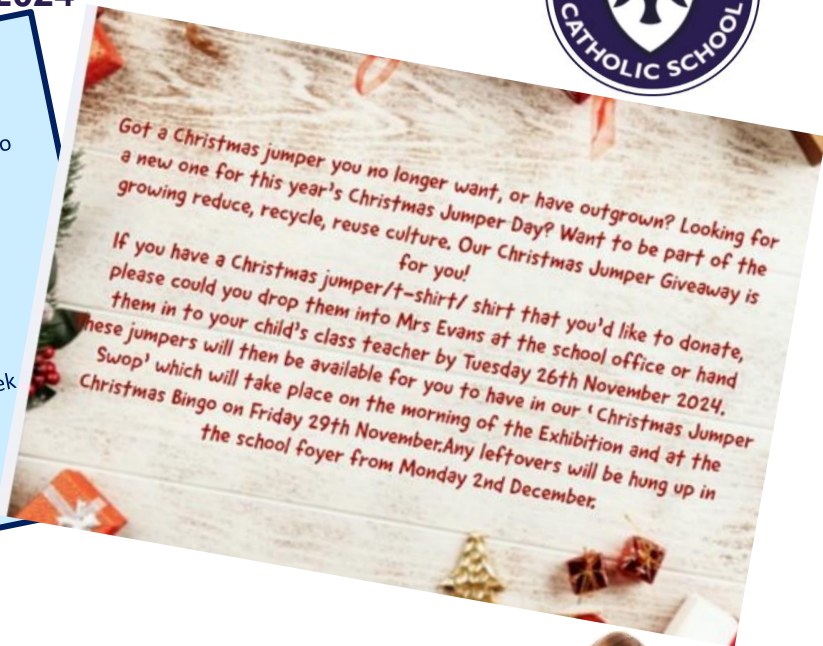 2024
CATHOLIC SCHOOL
o
ek
Got a Christmas jumper you no longer want, or have outgrown? Looking for
a new one for this year's Christmas Jumper Day? Want to be part of the
growing reduce, recycle, reuse culture. Our Christmas Jumper Giveaway is
for you!
If you have a Christmas jumper/t-shirt/ shirt that you'd like to donate,
please could you drop them into Mrs Evans at the school office or hand
them in to your child's class teacher by Tuesday 26th November 2024.
hese jumpers will then be available for you to have in our 'Christmas Jumper
Swop' which will take place on the morning of the Exhibition and at the
Christmas Bingo on Friday 29th November.Any leftovers will be hung up in
the school foyer from Monday 2nd December.